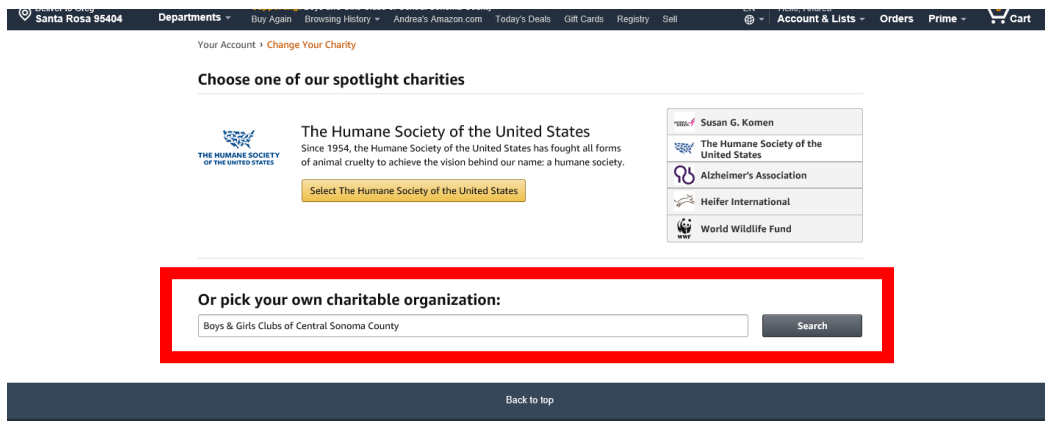 Santa Rosa 95404
Departments
Buy Again Browsing History Andrea's Amazon.com Today's Deals Gift Cards Registry Sell
Account & Lists Orders Prime Cart
Your Account › Change Your Charity
Choose one of our spotlight charities
THE HUMANE SOCIETY
OF THE UNITED STATES
The Humane Society of the United States
Since 1954, the Humane Society of the United States has fought all forms
of animal cruelty to achieve the vision behind our name: a humane society.
Select The Humane Society of the United States
Susan G. Komen
The Humane Society of the
United States
Alzheimer's Association
Heifer International
WWF
World Wildlife Fund
Or pick your own charitable organization:
Boys & Girls Clubs of Central Sonoma County
Search
Back to top